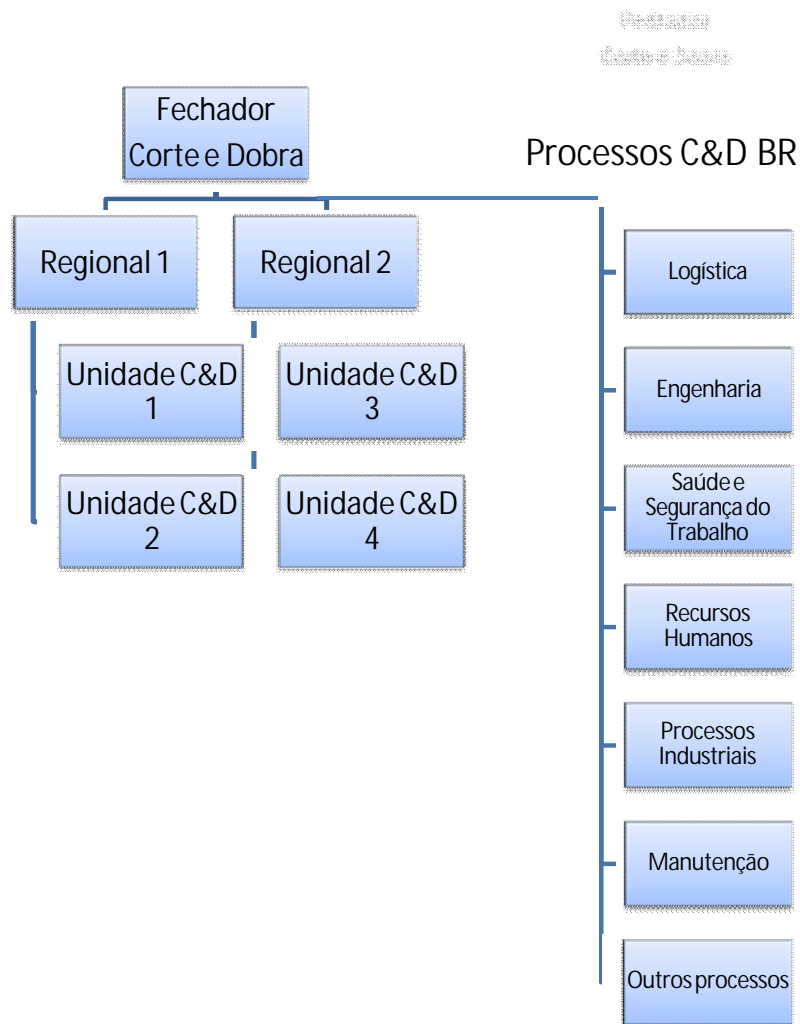 Fechador
Corte e Dobra
Processos C&D BR
Regional 1
Regional 2
Unidade C&D
1
Unidade C&D
3
Unidade C&D
2
Unidade C&D
4
Logística
Engenharia
Saúde e
Segurança do
Trabalho
Recursos
Humanos
Processos
Industriais
Manutenção
Outros processos